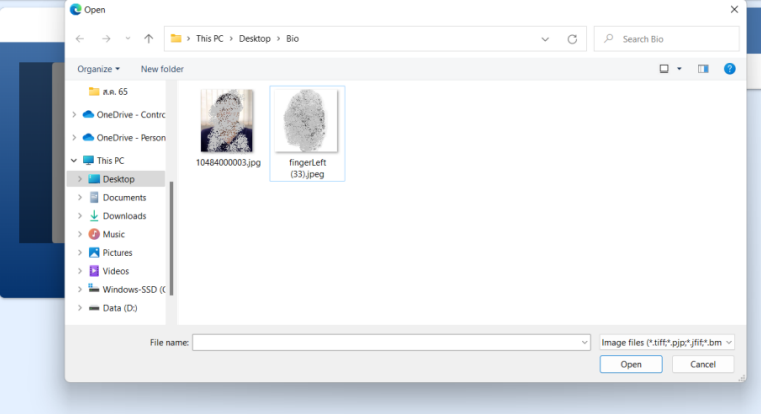 Open
This PC > Desktop > Bio
Search Bio
Organize
New folder
ส.ค. 65
OneDrive - Contrc
OneDrive - Person
This PC
Desktop
Documents
Downloads
Music
Pictures
Videos
Windows-SSD (C
Data (D:)
10484000003.jpg
fingerLeft
(33).jpeg
File name:
Image files (*.tiff;*.pjp;*.jfif;*.bm
Open
Cancel